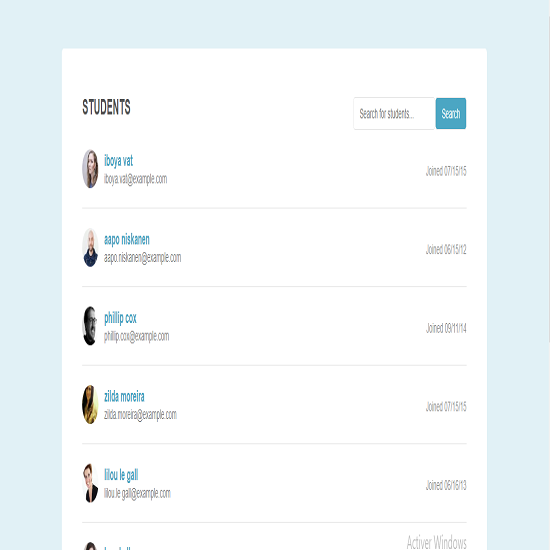 STUDENTS
Search for students...
Search
iboya vat
iboya.vat@example.com
Joined 07/15/15
aapo niskanen
aapo.niskanen@example.com
Joined 06/15/12
phillip cox
phillip.cox@example.com
Joined 09/11/14
zilda moreira
zilda.moreira@example.com
Joined 07/15/15
lilou le gall
lilou.le gall@example.com
Joined 05/16/13
Activer Windows